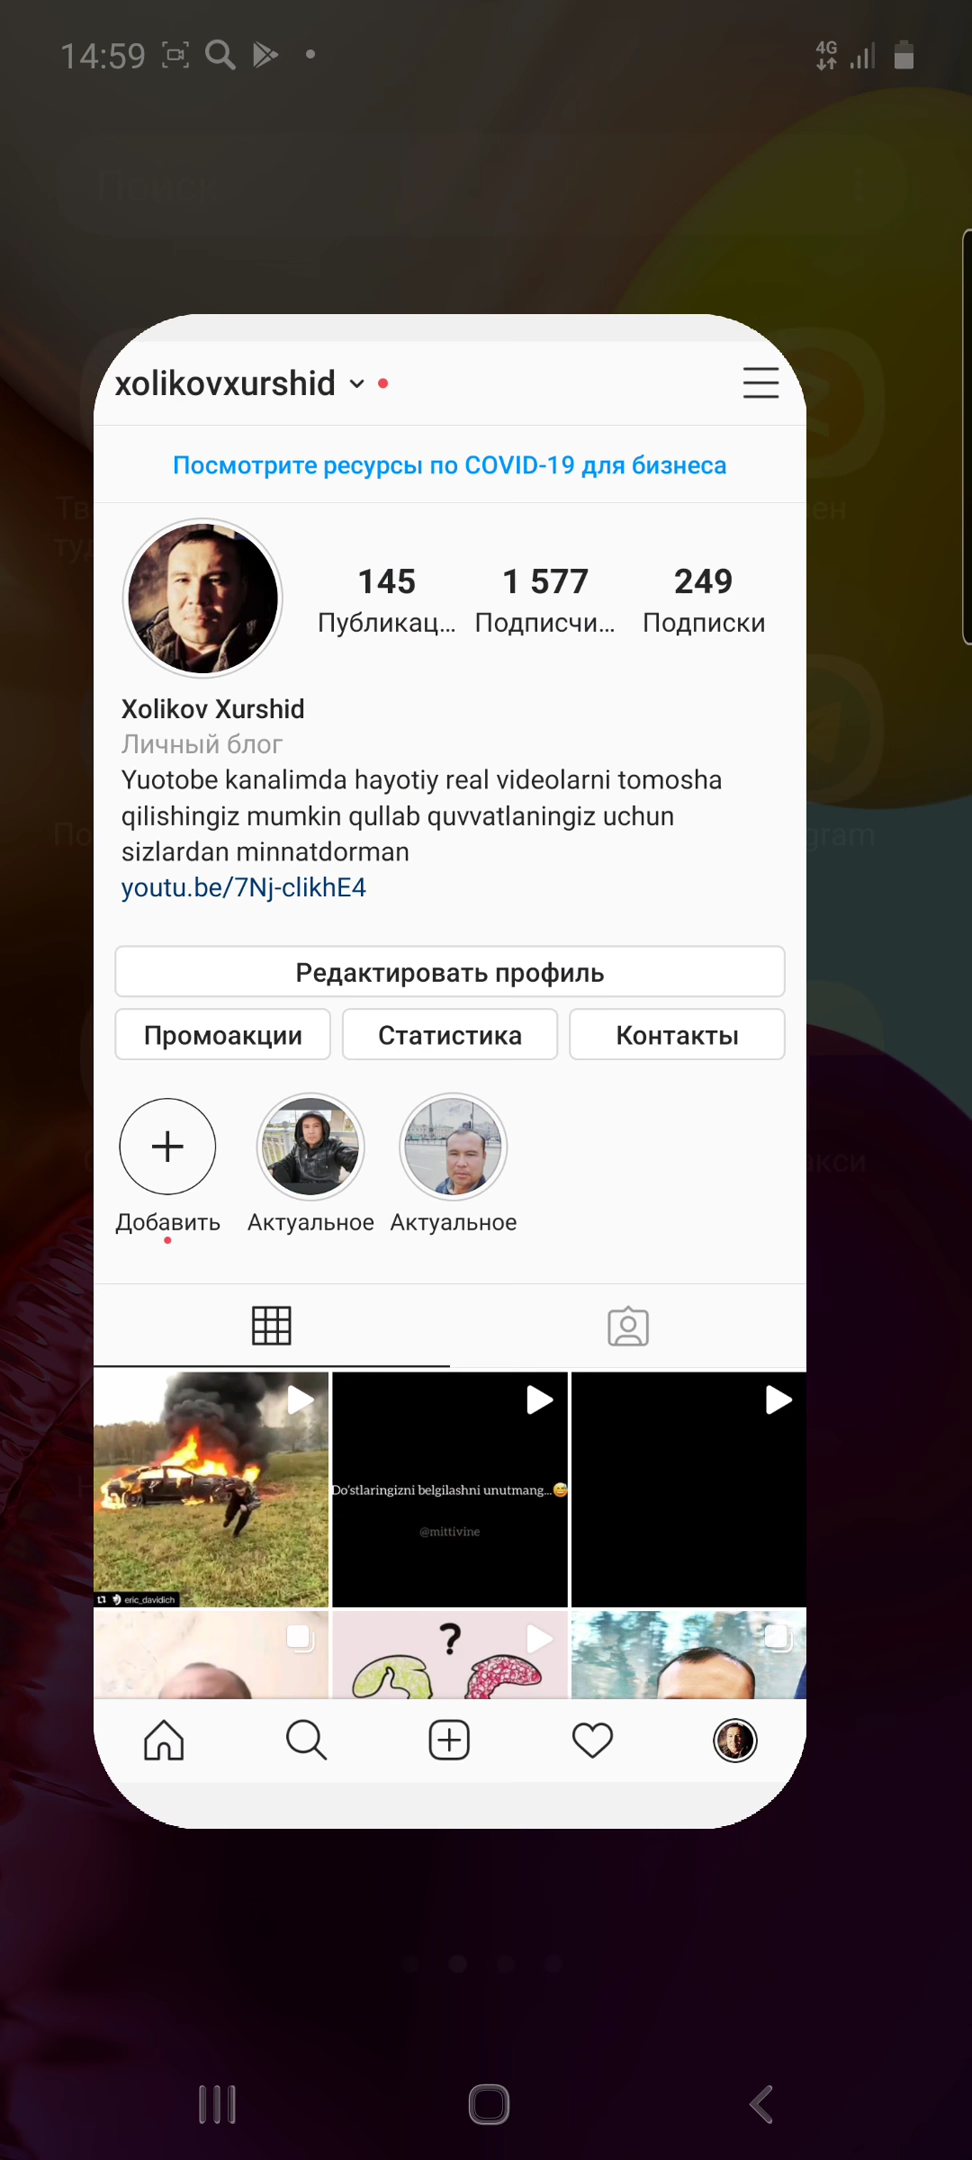 14:59
4G
Поиск
xolikovxurshid
Посмотрите ресурсы по COVID-19 для бизнеса
145
1 577
249
Публикац...
Подписчи...
Подписки
Xolikov Xurshid
Личный блог
Yuotobe kanalimda hayotiy real videolarni tomosha
qilishingiz mumkin qullab quvvatlaningiz uchun
sizlardan minnatdorman
youtu.be/7Nj-clikhE4
Редактировать профиль
Промоакции
Статистика
Контакты
Добавить
Актуальное
Актуальное
Do'stlaringizni belgilashni unutmang...😅
@mittivine
eric_davidich
?